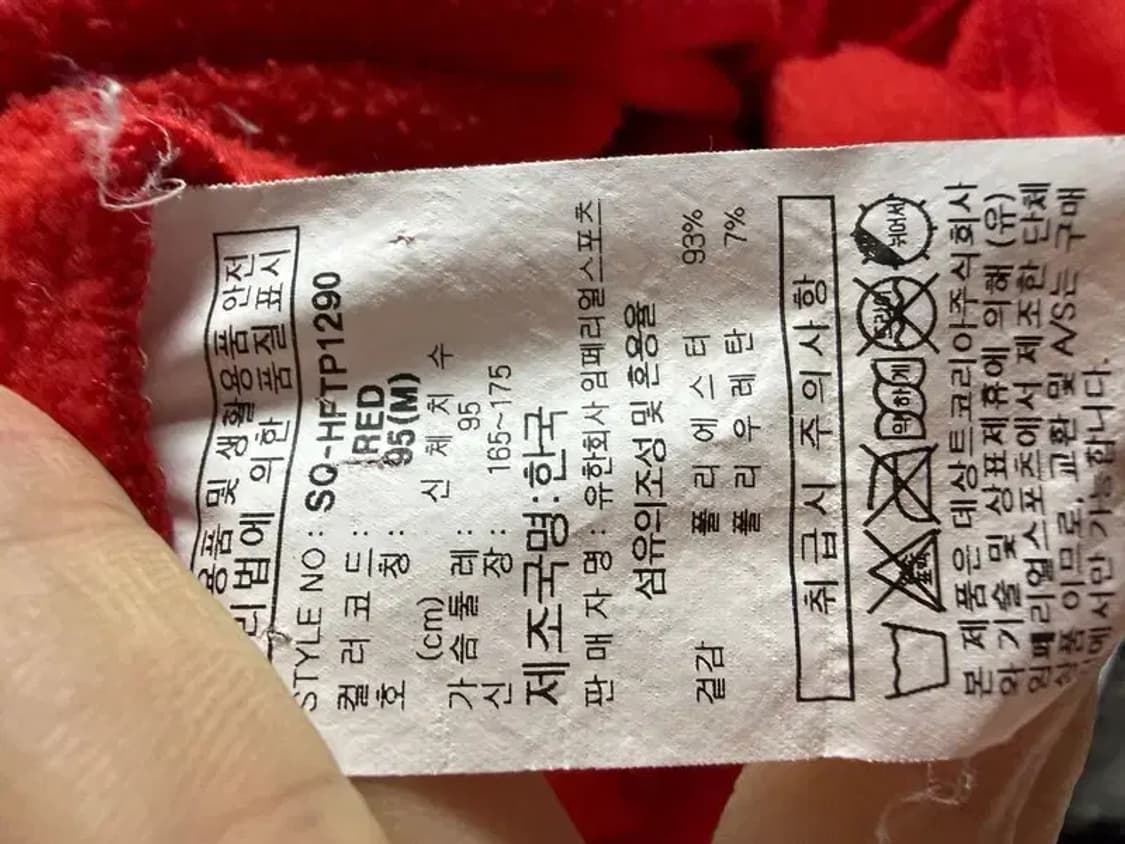 용품 및 생활용품 안전
리법에 의한 품질 표시
STYLE NO : SQ-HFTP1290
컬 러 코 드 : RED
호 칭 : 95(M)
(cm) 신 체 치 수
가 슴 둘 레 : 95
신 장 : 165~175
제조국명:한국
판 매 자 명 : 유한회사 임페리얼스포츠
섬유의조성및혼용율
겉감 폴 리 에 스 터 93%
폴 리 우 레 탄 7%
취 급 시 주 의 사 항
약하게 드라이
본 제품은 데상트코리아주식회사
와 기술 및 상표제휴에 의해 (유)
임페리얼스포츠에서 제조한 단체
이므로, 교환 및 A/S는 구매
에서만 가능합니다.